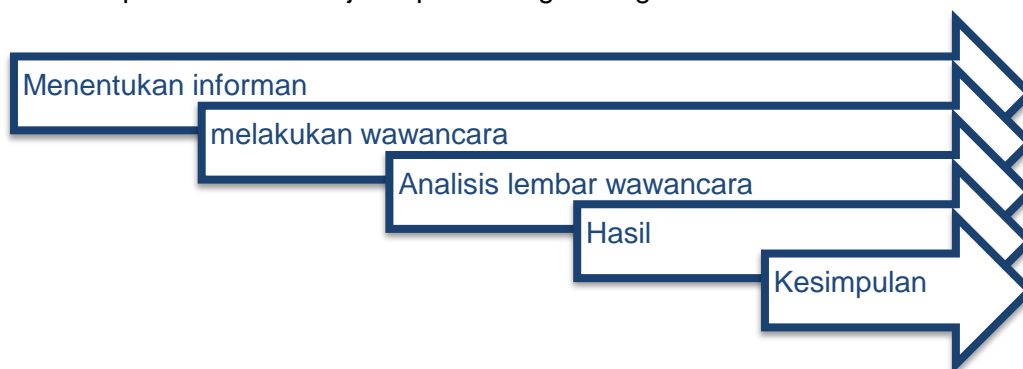 Menentukan informan
melakukan wawancara
Analisis lembar wawancara
Hasil
Kesimpulan